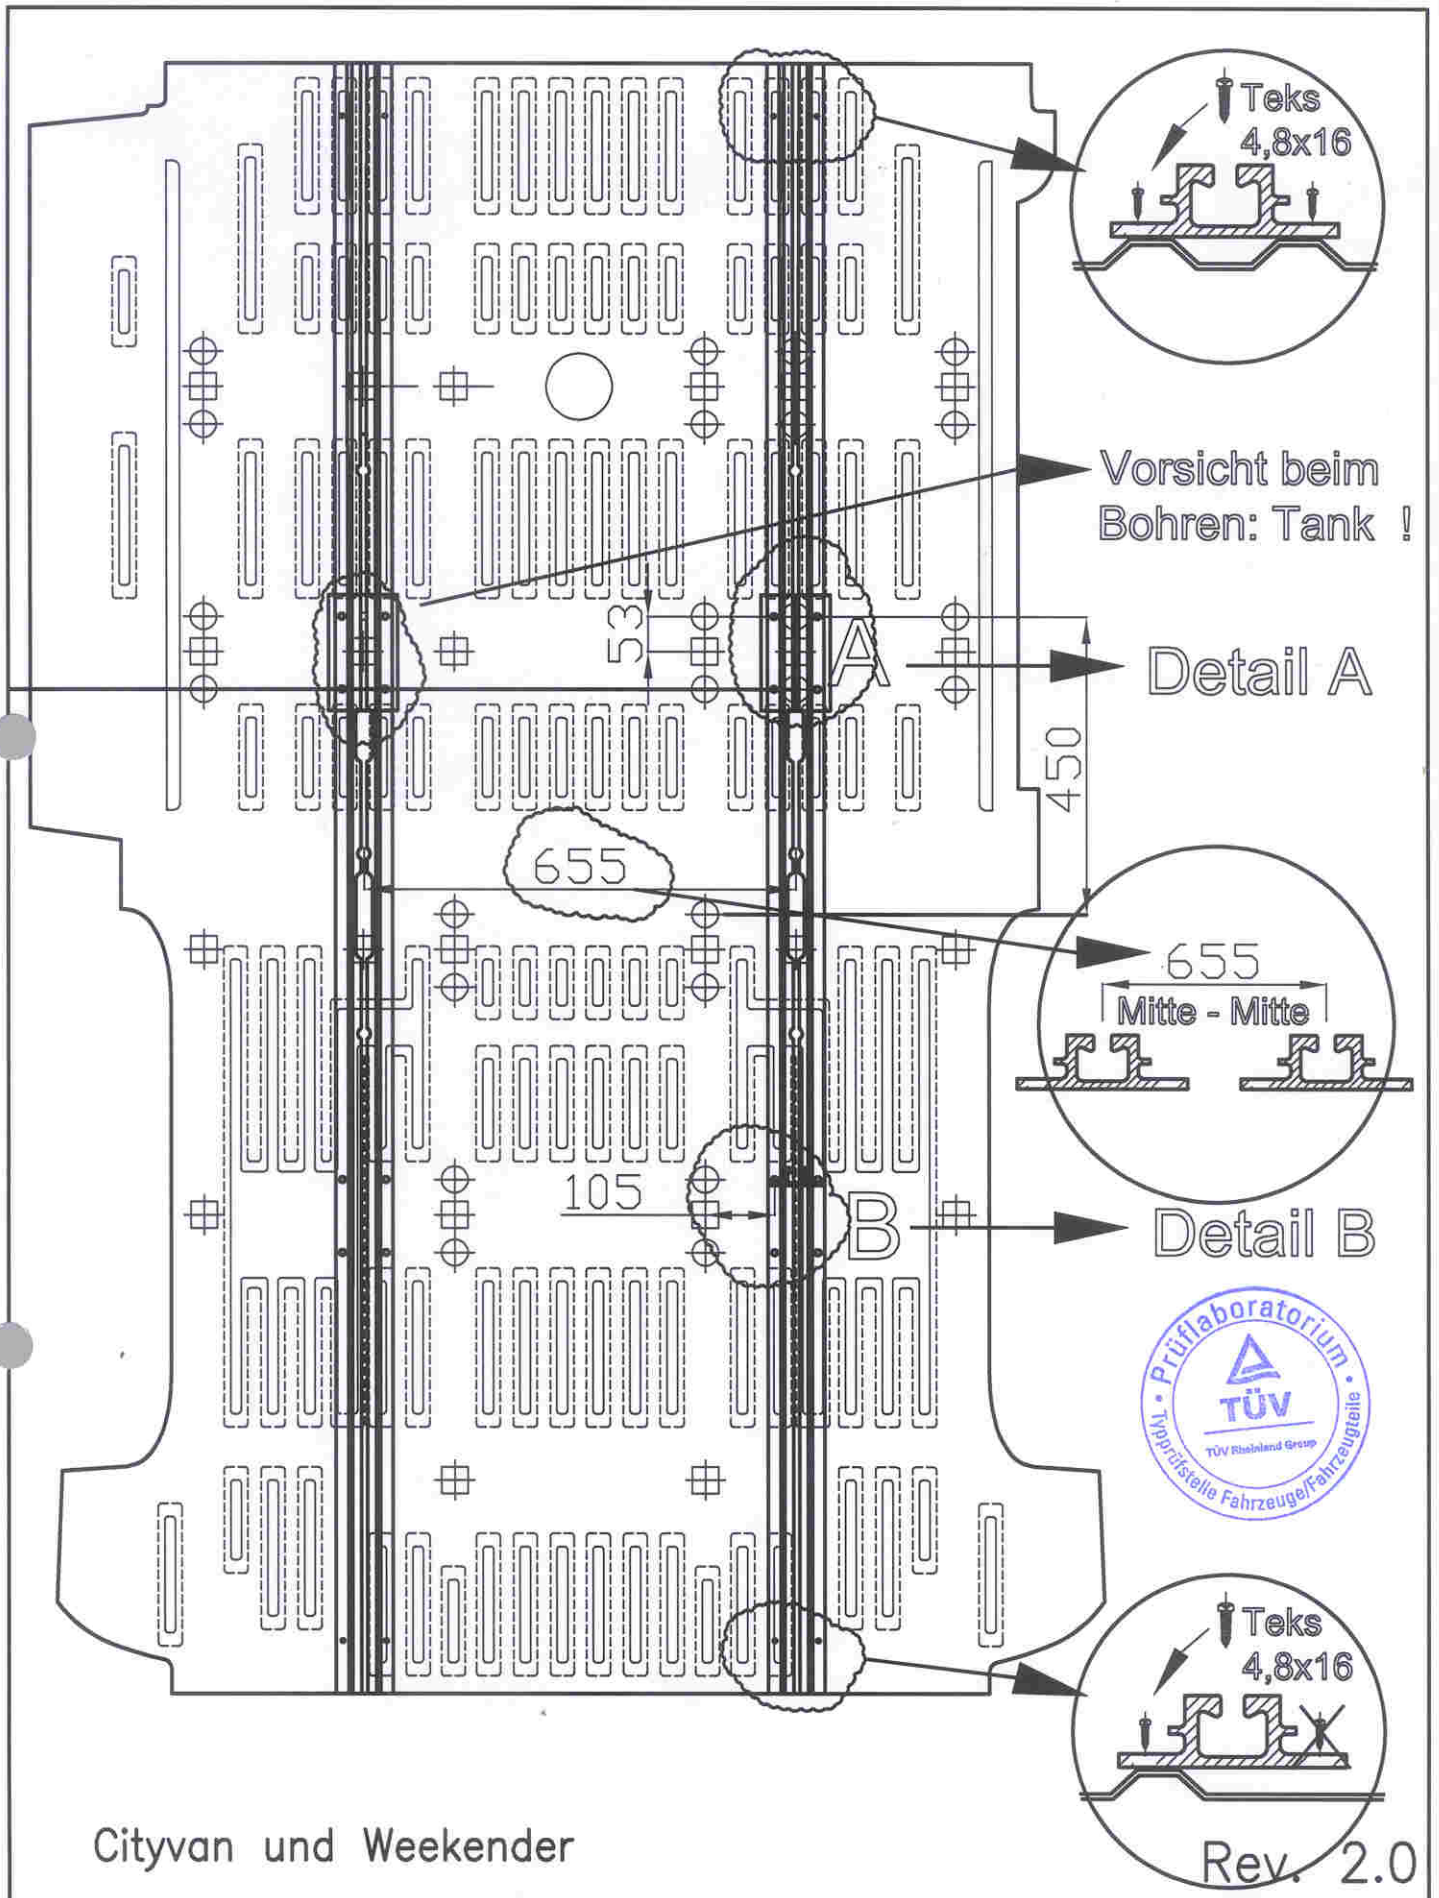 Teks
4,8x16
Vorsicht beim
Bohren: Tank !
53
A
Detail A
450
655
655
Mitte - Mitte
105
B
Detail B
• Prüflaboratorium •
TÜV
TÜV Rheinland Group
Typprüfstelle Fahrzeuge/Fahrzeugteile
Teks
4,8x16
Cityvan und Weekender
Rev. 2.0